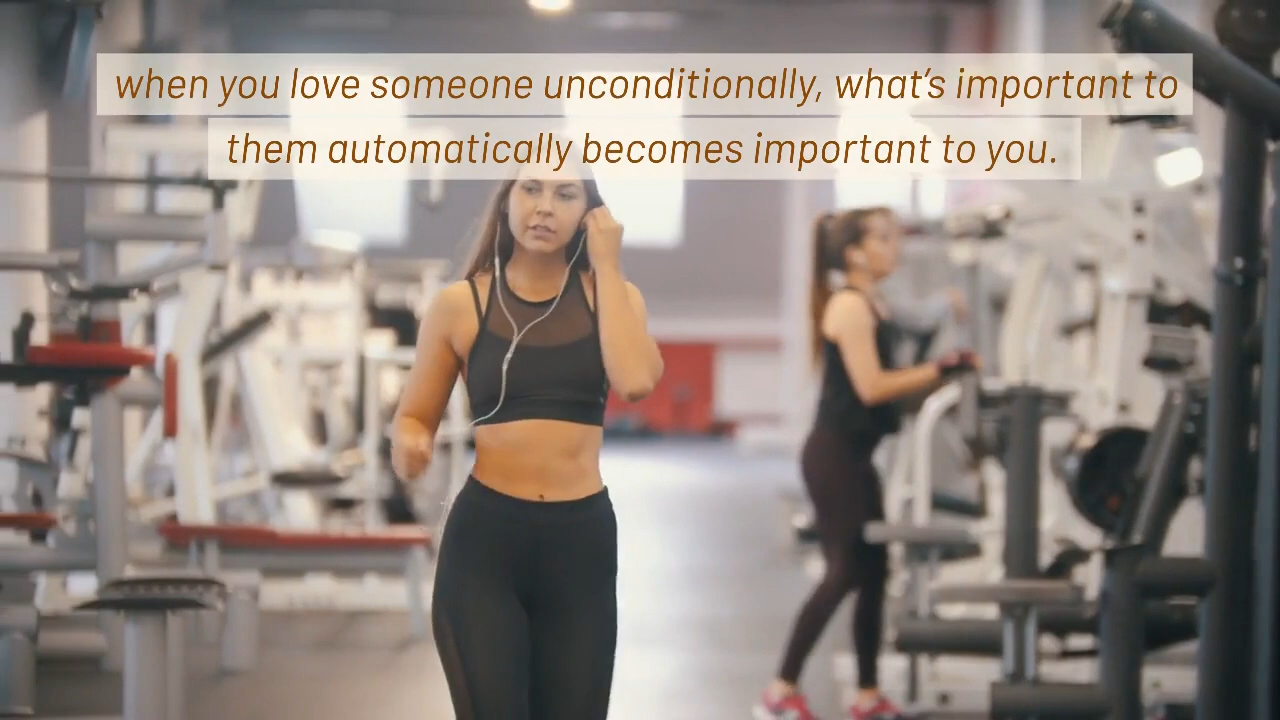 when you love someone unconditionally, what's important to
them automatically becomes important to you.